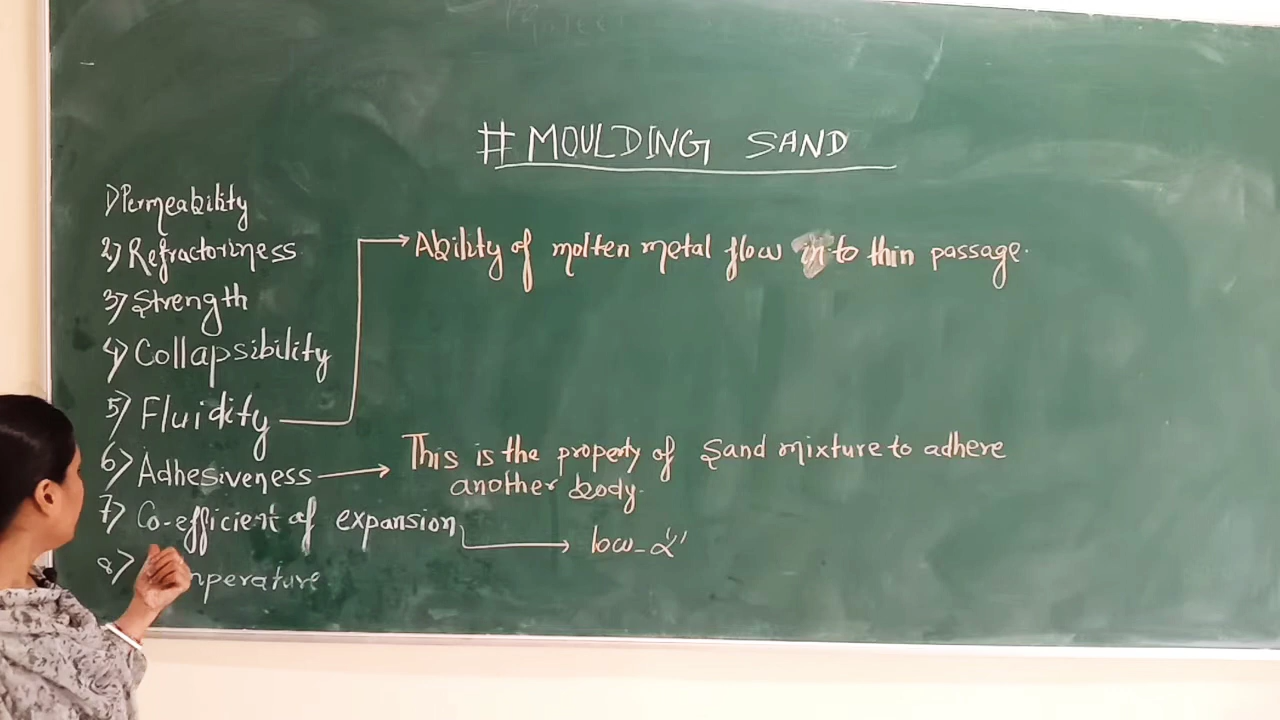 # MOULDING SAND
1) Permeability
2) Refractoriness
3) Strength
4) Collapsibility
5) Fluidity
Ability of molten metal flow in to thin passage.
6) Adhesiveness
This is the property of Sand mixture to adhere
another body.
7) Co-efficient of expansion
low-'α'
8)